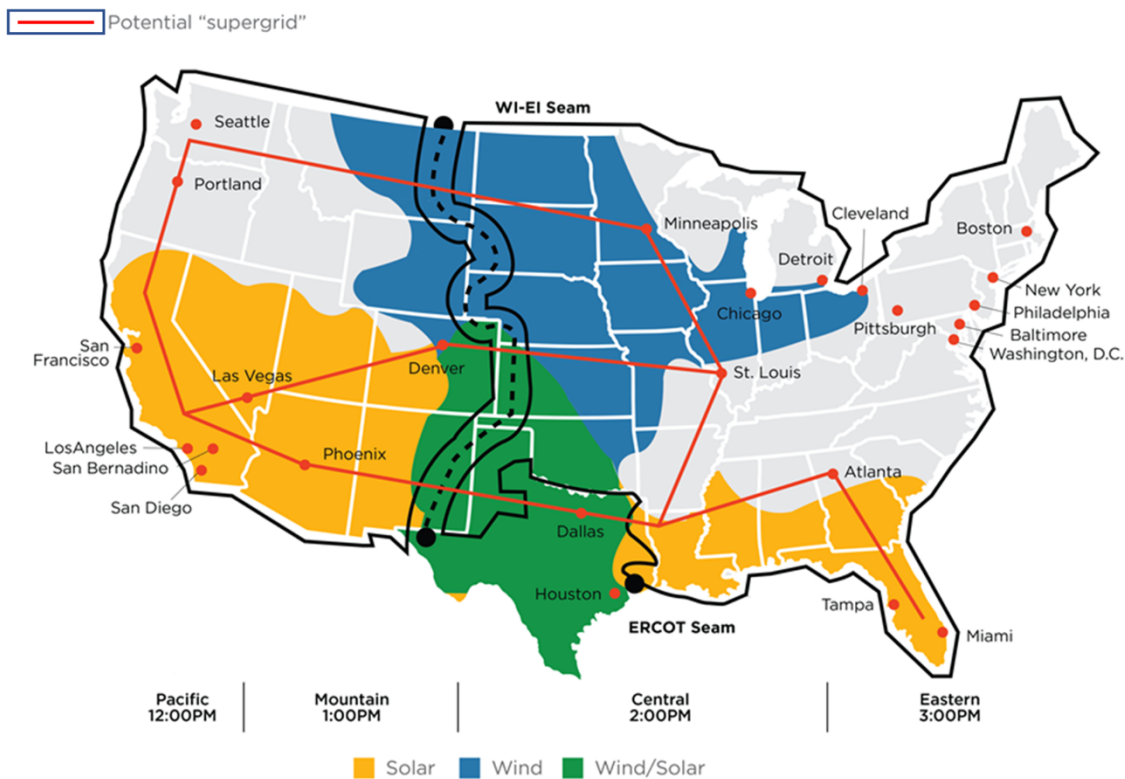 Potential “supergrid”
WI-EI Seam
Seattle
Portland
Minneapolis
Cleveland
Boston
Detroit
New York
Chicago
Philadelphia
Pittsburgh
Baltimore
San
Francisco
Washington, D.C.
Las Vegas
Denver
St. Louis
LosAngeles
Phoenix
Atlanta
San Bernadino
San Diego
Dallas
Houston
Tampa
ERCOT Seam
Miami
Pacific
12:00PM
Mountain
1:00PM
Central
2:00PM
Eastern
3:00PM
Solar
Wind
Wind/Solar